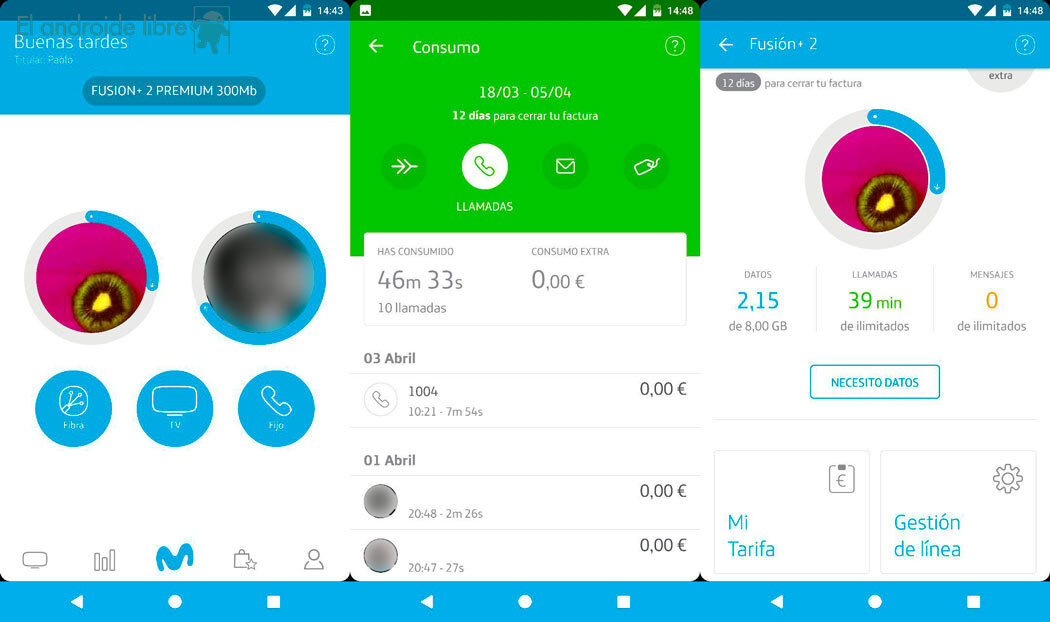 14:43
El androide libre
Buenas tardes
Titular: Paolo
?
FUSION+ 2 PREMIUM 300Mb
Fibra
TV
Fijo
14:48
Consumo
?
18/03 - 05/04
12 días para cerrar tu factura
LLAMADAS
HAS CONSUMIDO
CONSUMO EXTRA
46m 33s
0,00 €
10 llamadas
03 Abril
1004
0,00 €
10:21 - 7m 54s
01 Abril
0,00 €
20:48 - 2m 26s
0,00 €
20:47 - 27s
14:48
Fusión+ 2
?
12 días para cerrar tu factura
extra
DATOS
LLAMADAS
MENSAJES
2,15
39 min
0
de 8,00 GB
de ilimitados
de ilimitados
NECESITO DATOS
€
Mi
Tarifa
Gestión
de línea